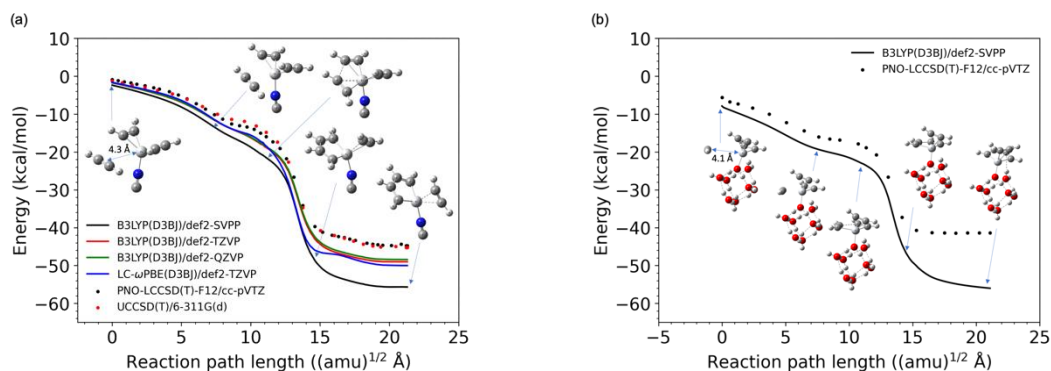 (a)
Energy (kcal/mol)
0
−10
−20
−30
−40
−50
−60
4.3 Å
B3LYP(D3BJ)/def2-SVPP
B3LYP(D3BJ)/def2-TZVP
B3LYP(D3BJ)/def2-QZVP
LC-ωPBE(D3BJ)/def2-TZVP
PNO-LCCSD(T)-F12/cc-pVTZ
UCCSD(T)/6-311G(d)
0 5 10 15 20 25
Reaction path length ((amu)1/2 Å)
(b)
Energy (kcal/mol)
0
−10
−20
−30
−40
−50
−60
B3LYP(D3BJ)/def2-SVPP
PNO-LCCSD(T)-F12/cc-pVTZ
4.1 Å
−5 0 5 10 15 20 25
Reaction path length ((amu)1/2 Å)